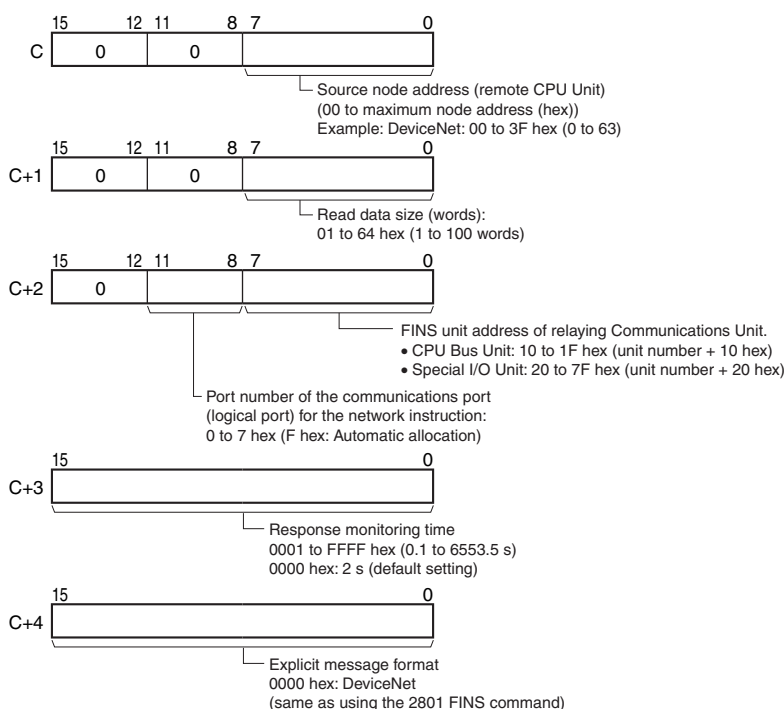 15 12 11 8 7 0
C 0 0
Source node address (remote CPU Unit)
(00 to maximum node address (hex))
Example: DeviceNet: 00 to 3F hex (0 to 63)
15 12 11 8 7 0
C+1 0 0
Read data size (words):
01 to 64 hex (1 to 100 words)
15 12 11 8 7 0
C+2 0
FINS unit address of relaying Communications Unit.
• CPU Bus Unit: 10 to 1F hex (unit number + 10 hex)
• Special I/O Unit: 20 to 7F hex (unit number + 20 hex)
Port number of the communications port
(logical port) for the network instruction:
0 to 7 hex (F hex: Automatic allocation)
15 0
C+3
Response monitoring time
0001 to FFFF hex (0.1 to 6553.5 s)
0000 hex: 2 s (default setting)
15 0
C+4
Explicit message format
0000 hex: DeviceNet
(same as using the 2801 FINS command)